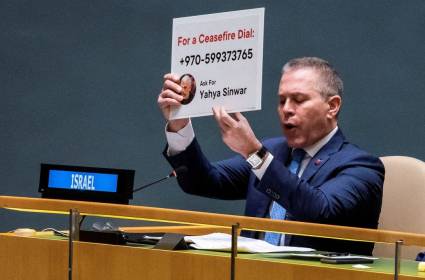 For a Ceasefire Dial:
+970-599373765
Ask For
Yahya Sinwar
ISRAEL